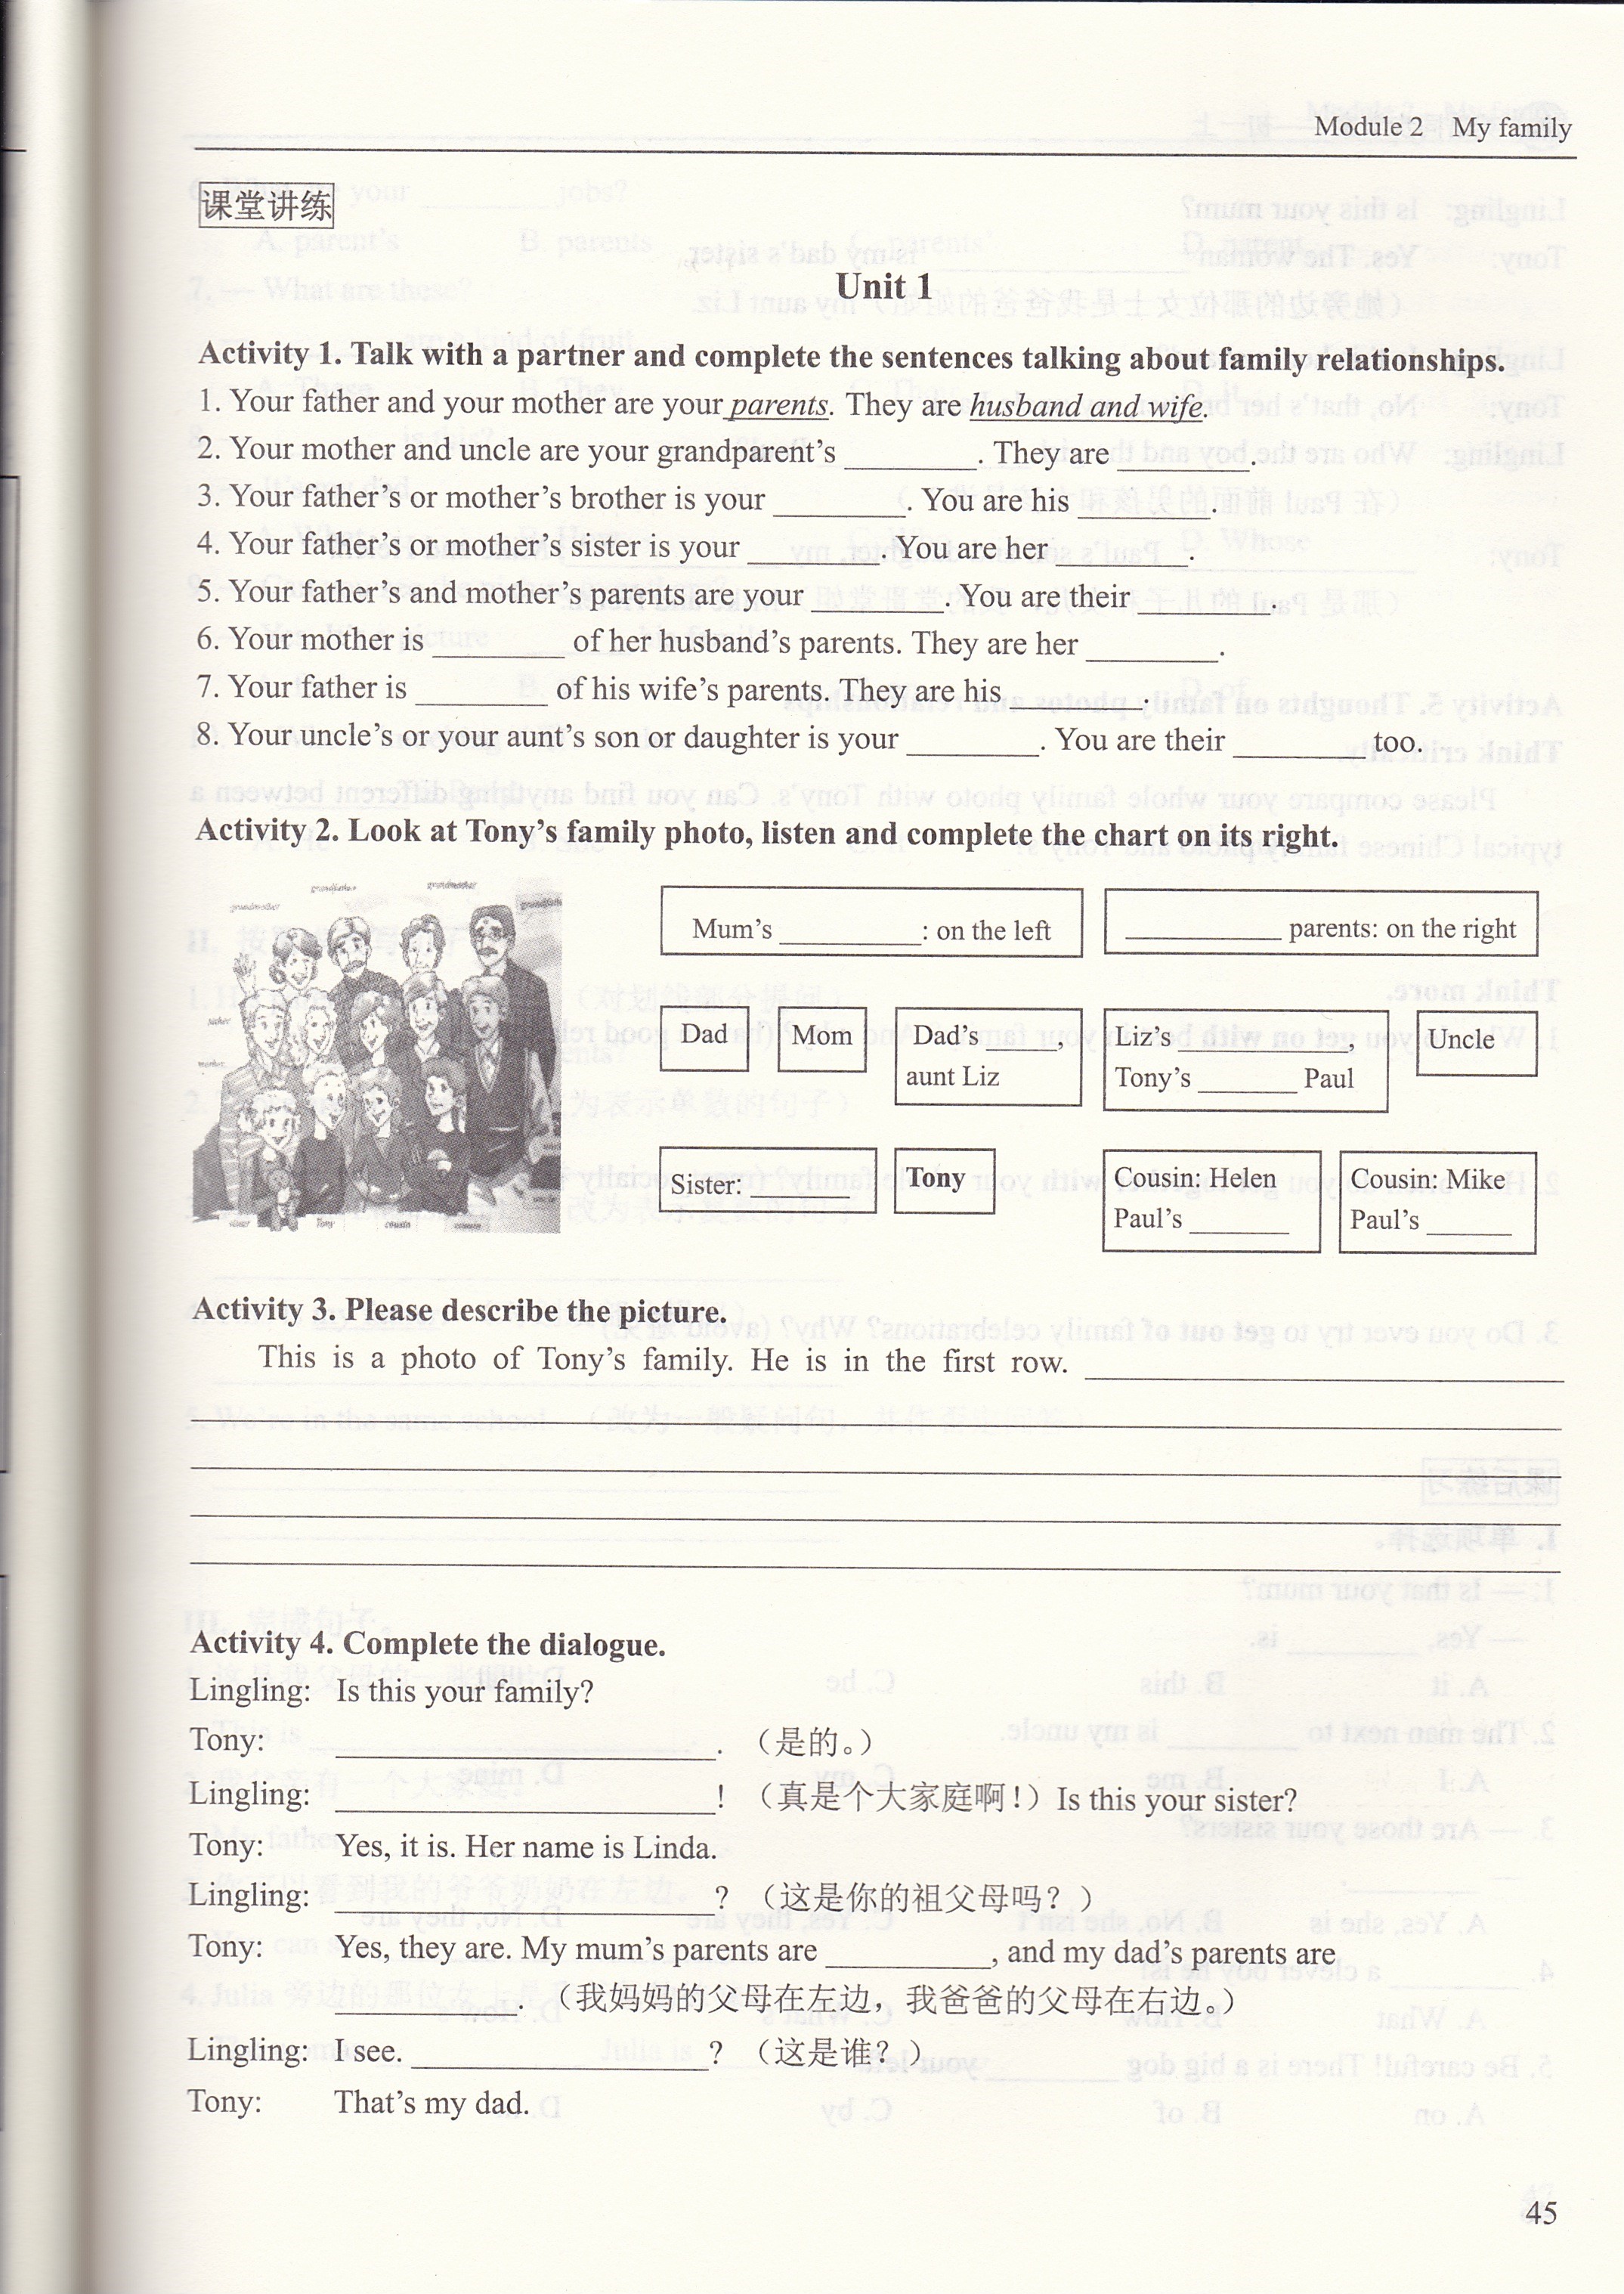 Module 2 My family
课堂讲练
Unit 1
Activity 1. Talk with a partner and complete the sentences talking about family relationships.
1. Your father and your mother are your parents. They are husband and wife.
2. Your mother and uncle are your grandparent's ________. They are ________.
3. Your father's or mother's brother is your ________. You are his ________.
4. Your father's or mother's sister is your ________. You are her ________.
5. Your father's and mother's parents are your ________. You are their ________.
6. Your mother is ________ of her husband's parents. They are her ________.
7. Your father is ________ of his wife's parents. They are his ________.
8. Your uncle's or your aunt's son or daughter is your ________. You are their ________ too.
Activity 2. Look at Tony's family photo, listen and complete the chart on its right.
grandmother grandfather grandmother grandfather
father
mother
uncle
sister Tony cousin cousin
Mum's ________: on the left
________ parents: on the right
Dad
Mom
Dad's ____,
aunt Liz
Liz's ________,
Tony's ______ Paul
Uncle
Sister: ______
Tony
Cousin: Helen
Paul's ______
Cousin: Mike
Paul's ______
Activity 3. Please describe the picture.
This is a photo of Tony's family. He is in the first row. ________
Activity 4. Complete the dialogue.
Lingling: Is this your family?
Tony: ________. （是的。）
Lingling: ________! （真是个大家庭啊！）Is this your sister?
Tony: Yes, it is. Her name is Linda.
Lingling: ________? （这是你的祖父母吗？）
Tony: Yes, they are. My mum's parents are ________, and my dad's parents are
________. （我妈妈的父母在左边，我爸爸的父母在右边。）
Lingling: I see. ________? （这是谁？）
Tony: That's my dad.
45